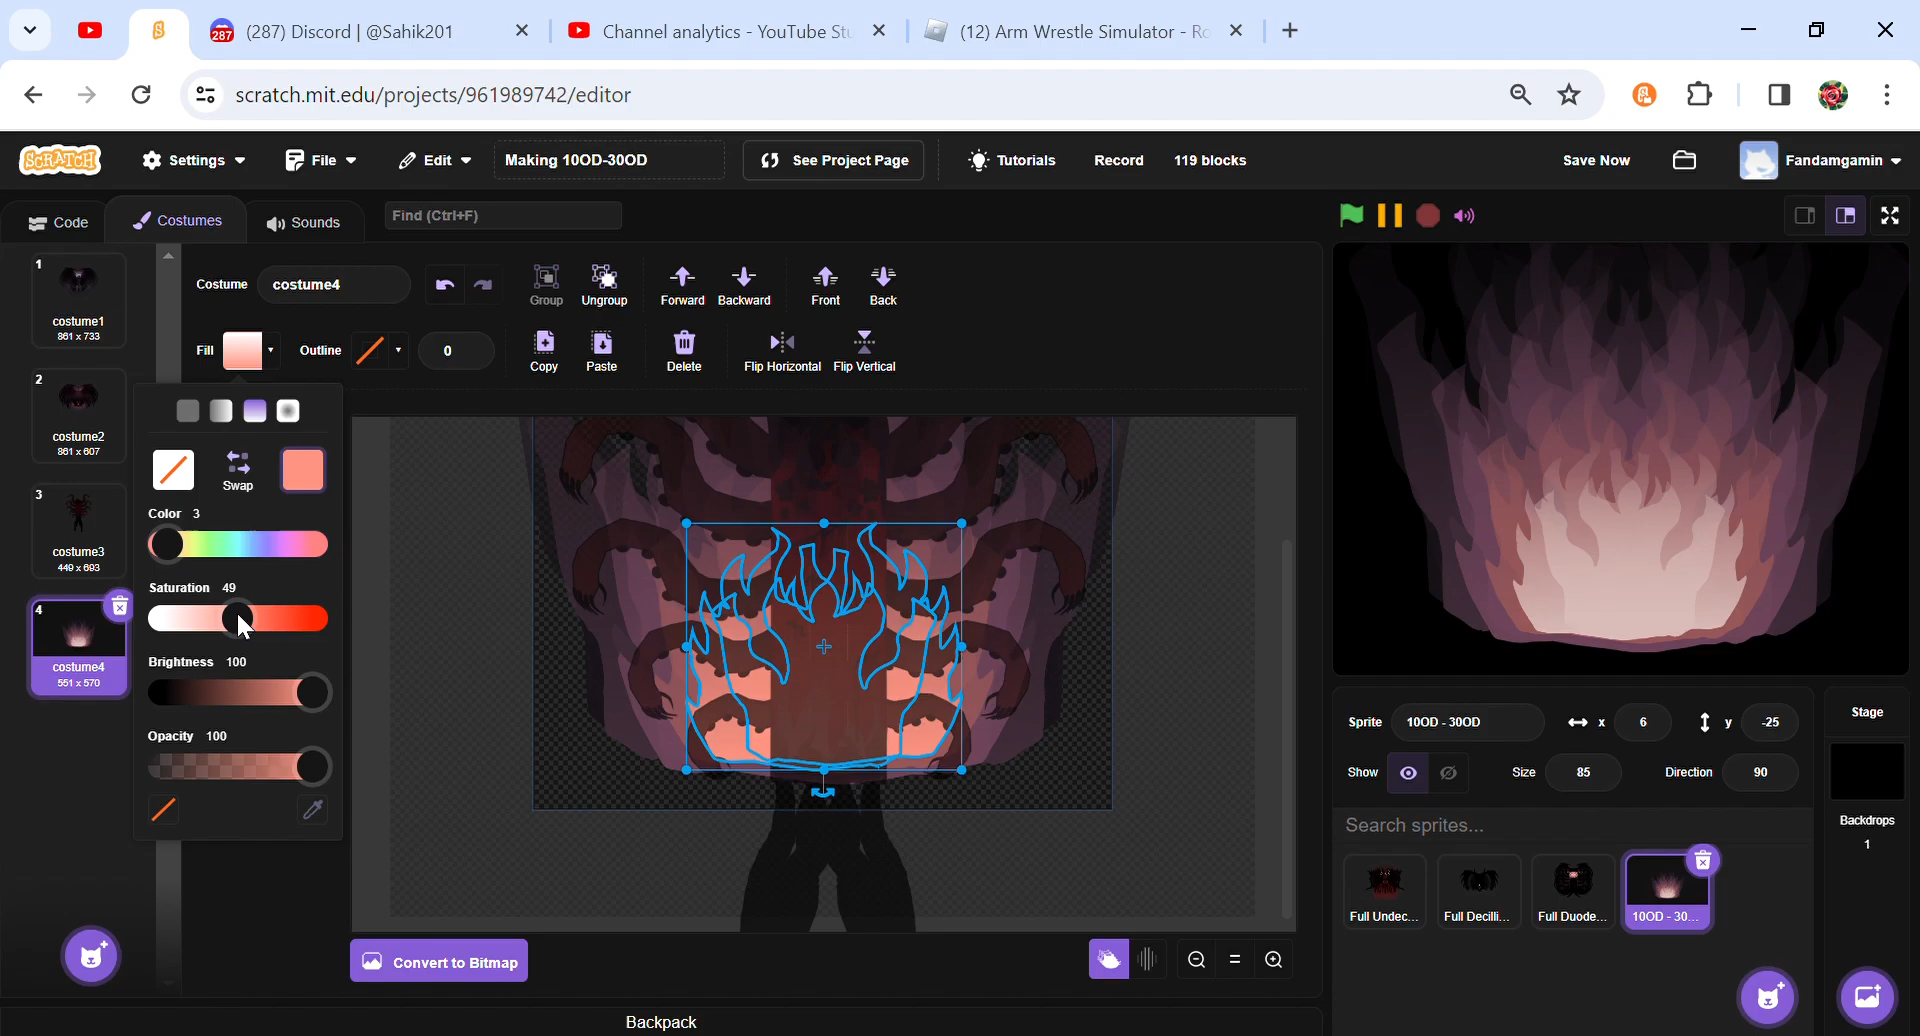 287
(287) Discord | @Sahik201
Channel analytics - YouTube Stu
(12) Arm Wrestle Simulator - Ro
scratch.mit.edu/projects/961989742/editor
SCRATCH
Settings
File
Edit
Making 10OD-30OD
See Project Page
Tutorials
Record
119 blocks
Save Now
Fandamgamin
Code
Costumes
Sounds
Find (Ctrl+F)
1
costume1
861 x 733
2
costume2
861 x 607
3
costume3
449 x 693
4
costume4
551 x 570
Costume
costume4
Group
Ungroup
Forward
Backward
Front
Back
Fill
Outline
0
Copy
Paste
Delete
Flip Horizontal
Flip Vertical
Swap
Color 3
Saturation 49
Brightness 100
Opacity 100
Convert to Bitmap
Backpack
Sprite
10OD - 30OD
x
6
y
-25
Show
Size
85
Direction
90
Search sprites...
Full Undec...
Full Decilli...
Full Duode...
10OD - 30...
Stage
Backdrops
1